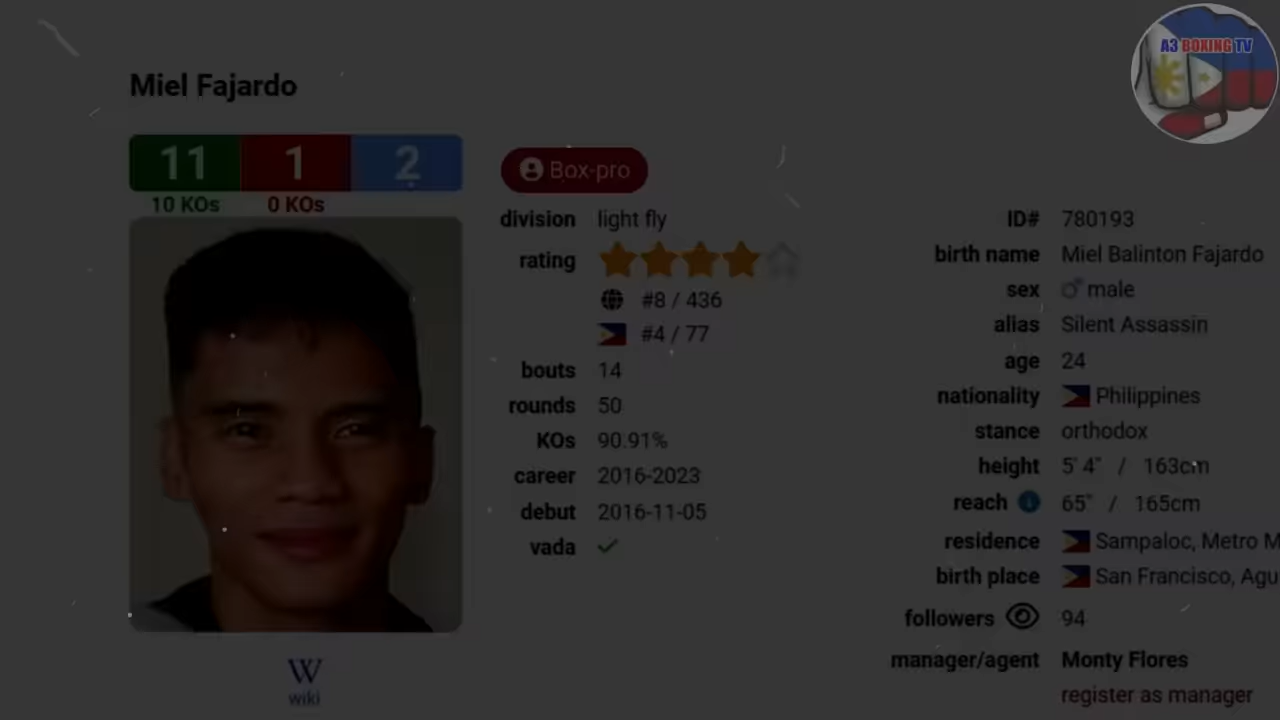 A3 BOXING TV
Miel Fajardo
11 1 2
10 KOs 0 KOs
Box-pro
division light fly
rating
#8 / 436
#4 / 77
bouts 14
rounds 50
KOs 90.91%
career 2016-2023
debut 2016-11-05
vada
ID# 780193
birth name Miel Balinton Fajardo
sex male
alias Silent Assassin
age 24
nationality Philippines
stance orthodox
height 5' 4" / 163cm
reach 65" / 165cm
residence Sampaloc, Metro M
birth place San Francisco, Agu
followers 94
manager/agent Monty Flores
register as manager
W
wiki